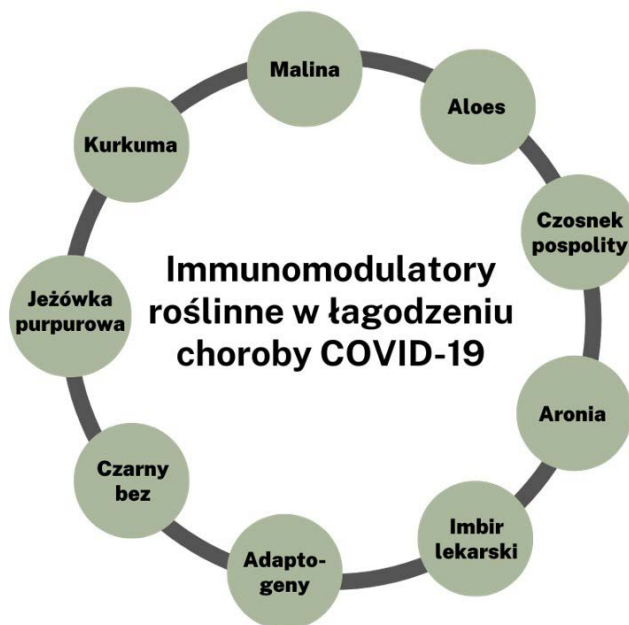 Malina
Aloes
Kurkuma
Czosnek
pospolity
Immunomodulatory
roślinne w łagodzeniu
choroby COVID-19
Jeżówka
purpurowa
Aronia
Czarny
bez
Imbir
lekarski
Adapto-
geny